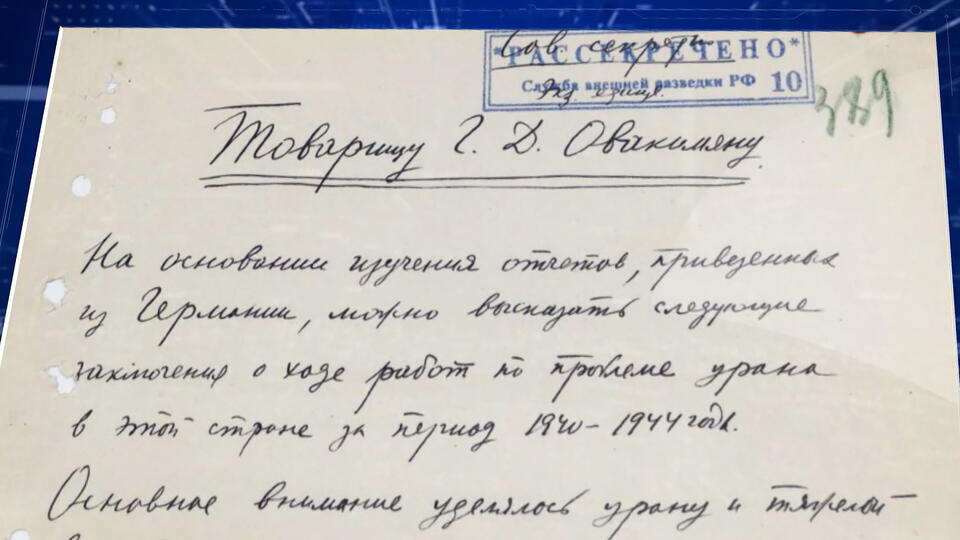 Сов. секретно
*РАССЕКРЕЧЕНО*
Служба внешней разведки РФ 10
Экз. единств.
389
Товарищу Г. Д. Овакимяну
На основании изучения отчетов, привезенных
из Германии, можно высказать следующие
заключения о ходе работ по проблеме урана
в этой стране за период 1940–1944 годы.
Основное внимание уделялось урану и тяжелой